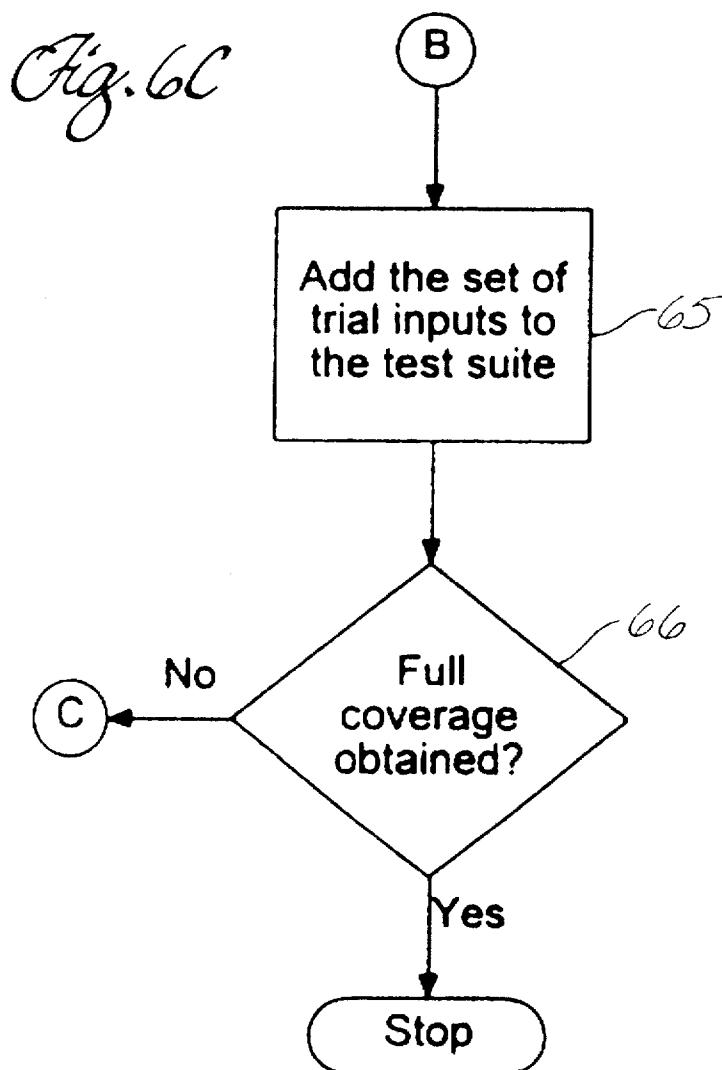 Fig. 6C
B
Add the set of
trial inputs to
the test suite
65
66
No
Full
coverage
obtained?
C
Yes
Stop